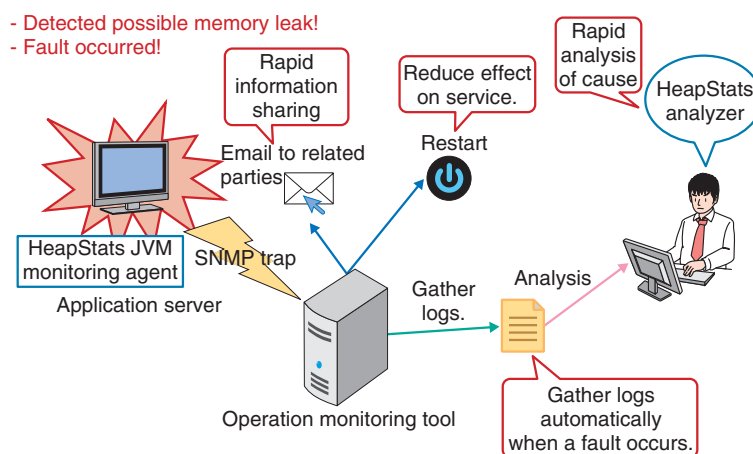 - Detected possible memory leak!
- Fault occurred!
Rapid
information
sharing
Reduce effect
on service.
Rapid
analysis
of cause
HeapStats
analyzer
Email to related
parties
Restart
HeapStats JVM
monitoring agent
SNMP trap
Application server
Gather
logs.
Analysis
Operation monitoring tool
Gather logs
automatically
when a fault occurs.